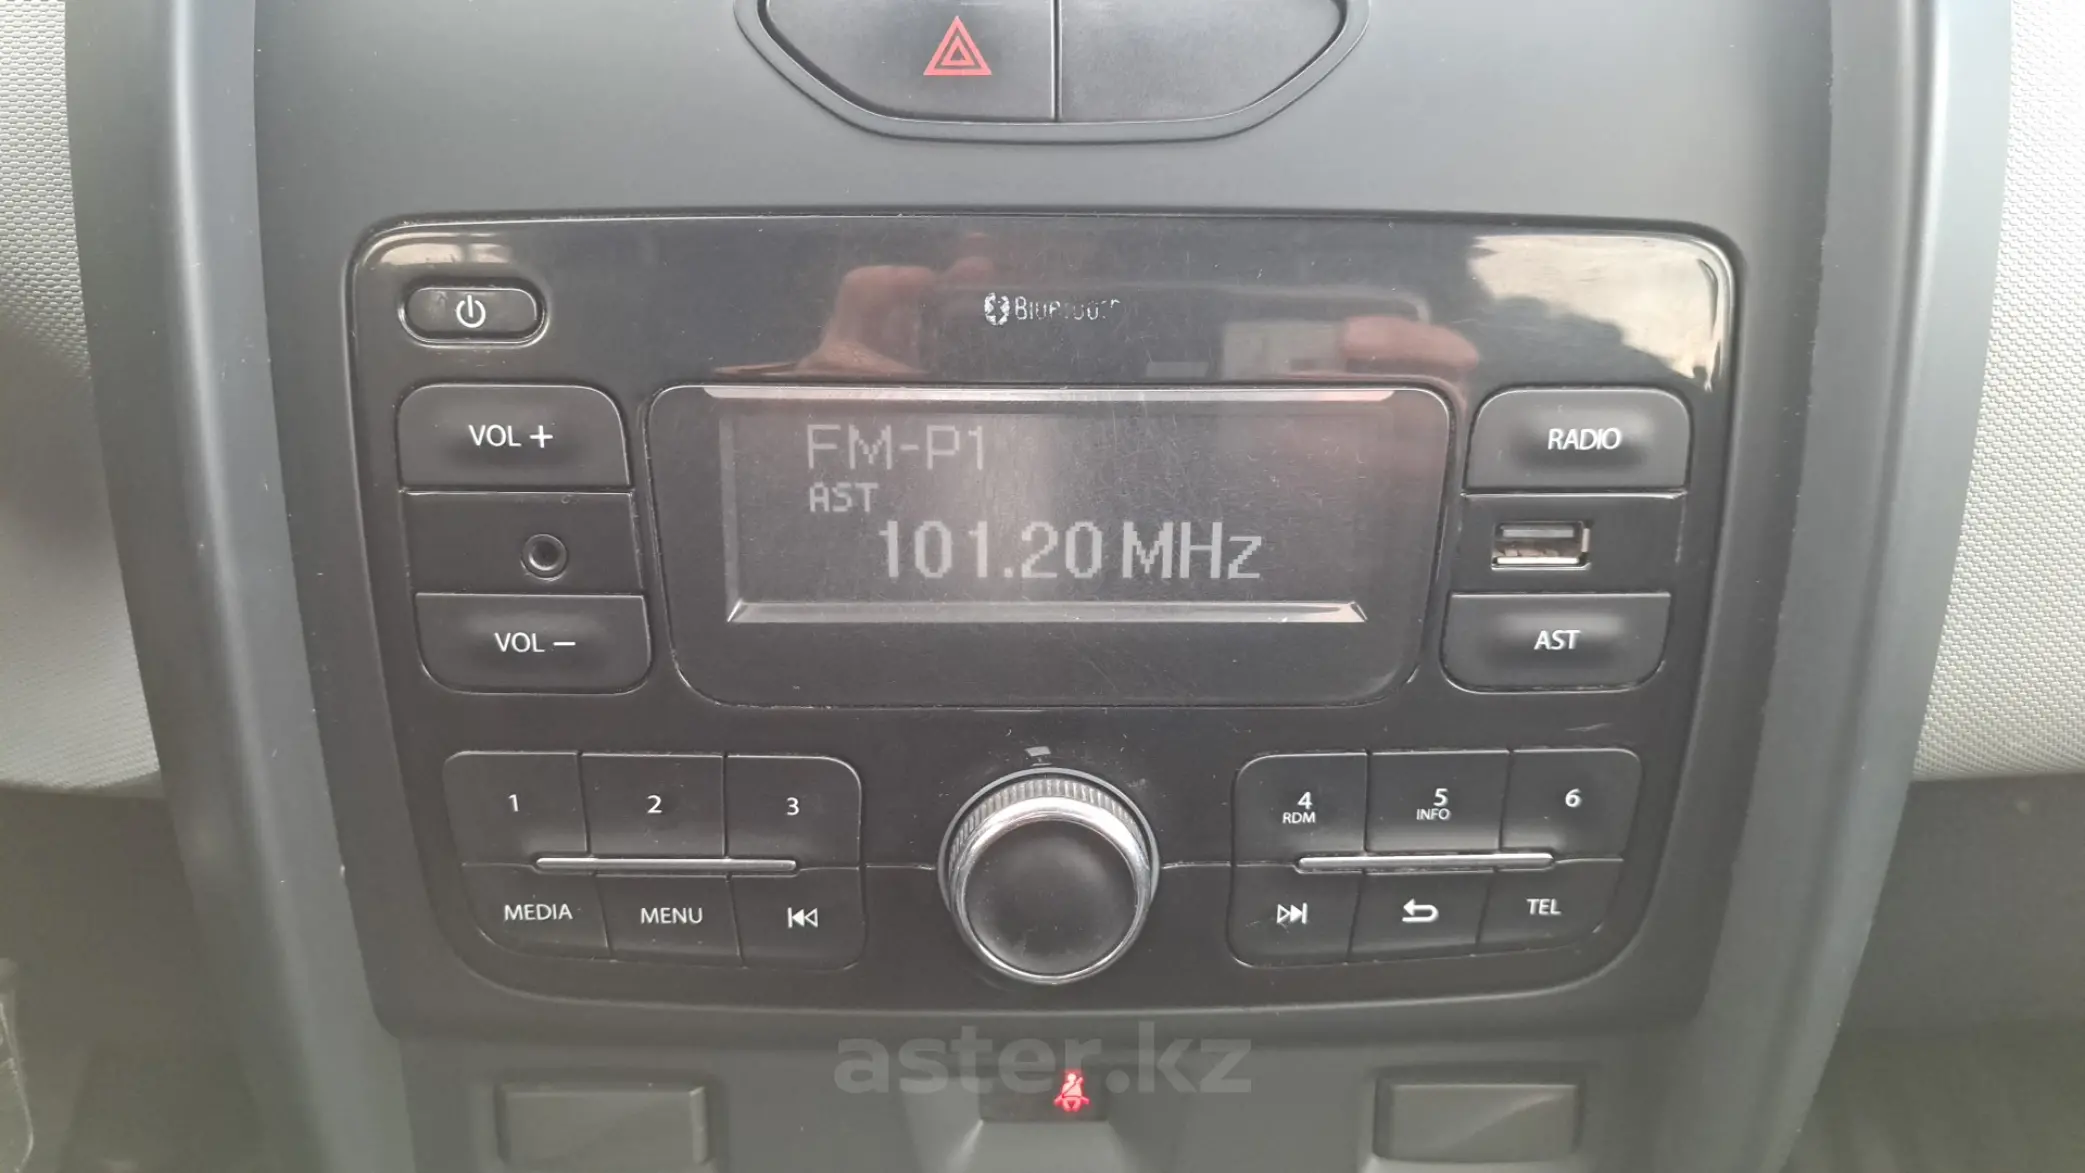 Bluetooth
VOL +
FM-P1
RADIO
AST
101.20 MHz
VOL −
AST
1
2
3
4
RDM
5
INFO
6
MEDIA
MENU
TEL
aster.kz